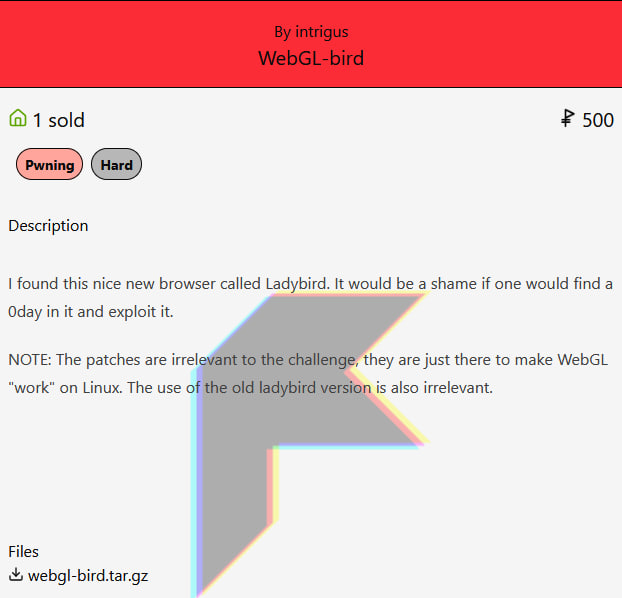 By intrigus
WebGL-bird
1 sold
₽ 500
Pwning
Hard
Description
I found this nice new browser called Ladybird. It would be a shame if one would find a
0day in it and exploit it.
NOTE: The patches are irrelevant to the challenge, they are just there to make WebGL
"work" on Linux. The use of the old ladybird version is also irrelevant.
Files
webgl-bird.tar.gz